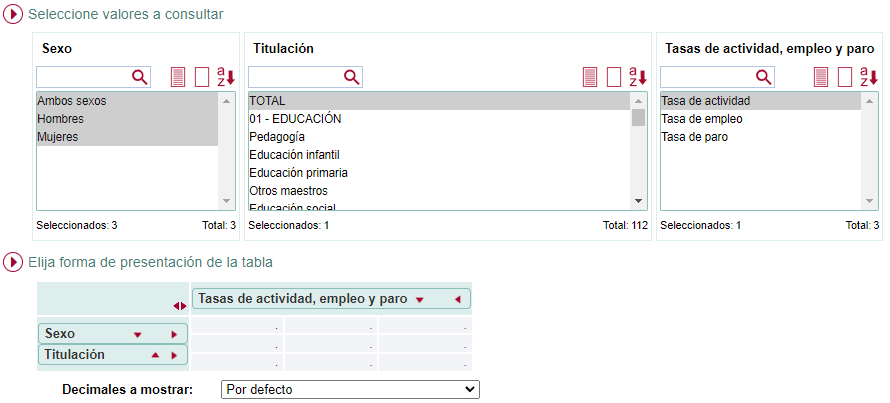 Seleccione valores a consultar
Sexo
Titulación
Tasas de actividad, empleo y paro
Ambos sexos
Hombres
Mujeres
Seleccionados: 3
Total: 3
TOTAL
01 - EDUCACIÓN
Pedagogía
Educación infantil
Educación primaria
Otros maestros
Educación social
Seleccionados: 1
Total: 112
Tasa de actividad
Tasa de empleo
Tasa de paro
Seleccionados: 1
Total: 3
Elija forma de presentación de la tabla
Tasas de actividad, empleo y paro
Sexo
Titulación
Decimales a mostrar:
Por defecto